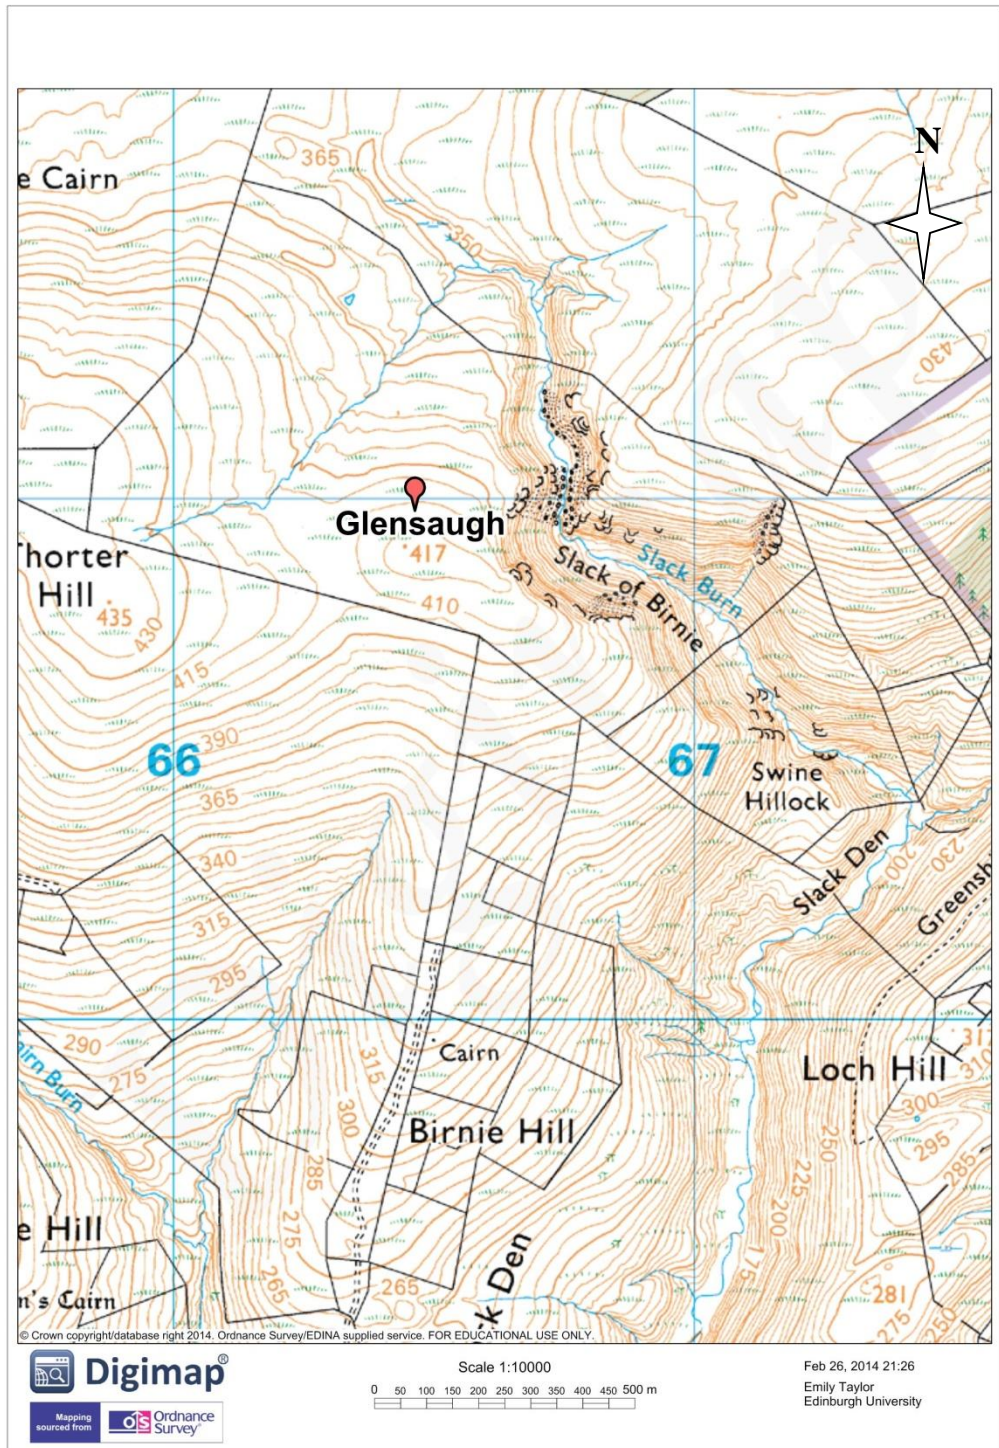 N
365
e Cairn
350
430
Glensaugh
417
Thorter
Hill
435
430
410
415
Slack Burn
Slack of Birnie
66
390
67
Swine
Hillock
365
340
Slack Den
200
230
Greensh
315
295
290
275
315
Cairn
Loch Hill
300
310
300
295
285
Birnie Hill
250
225
200
175
285
275
265
265
e Hill
n's Cairn
k Den
281
275
250
© Crown copyright/database right 2014. Ordnance Survey/EDINA supplied service. FOR EDUCATIONAL USE ONLY.
Digimap®
Mapping
sourced from
OS Ordnance
Survey®
Scale 1:10000
0 50 100 150 200 250 300 350 400 450 500 m
Feb 26, 2014 21:26
Emily Taylor
Edinburgh University